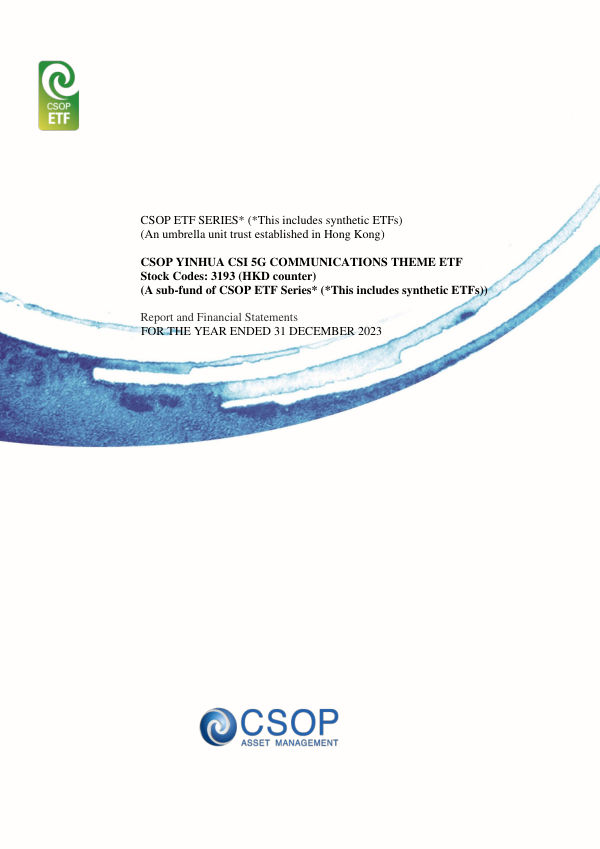 CSOP
ETF
CSOP ETF SERIES* (*This includes synthetic ETFs)
(An umbrella unit trust established in Hong Kong)
CSOP YINHUA CSI 5G COMMUNICATIONS THEME ETF
Stock Codes: 3193 (HKD counter)
(A sub-fund of CSOP ETF Series* (*This includes synthetic ETFs))
Report and Financial Statements
FOR THE YEAR ENDED 31 DECEMBER 2023
CSOP
ASSET MANAGEMENT